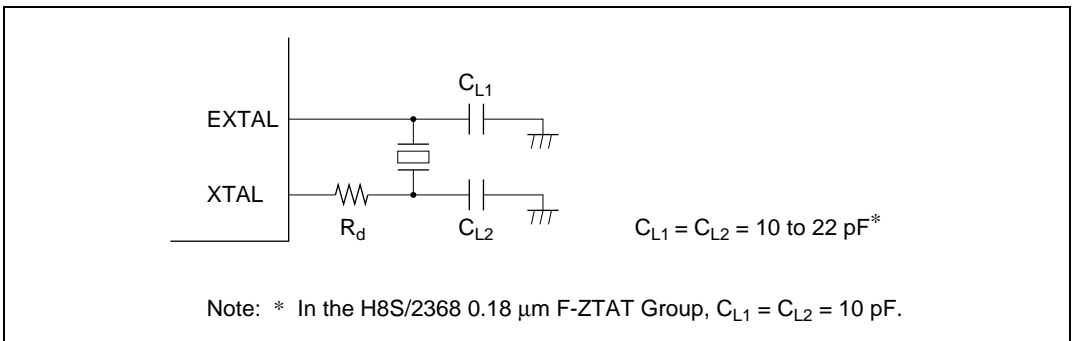 C_L1
EXTAL
XTAL
R_d
C_L2
C_L1 = C_L2 = 10 to 22 pF*
Note: * In the H8S/2368 0.18 μm F-ZTAT Group, C_L1 = C_L2 = 10 pF.